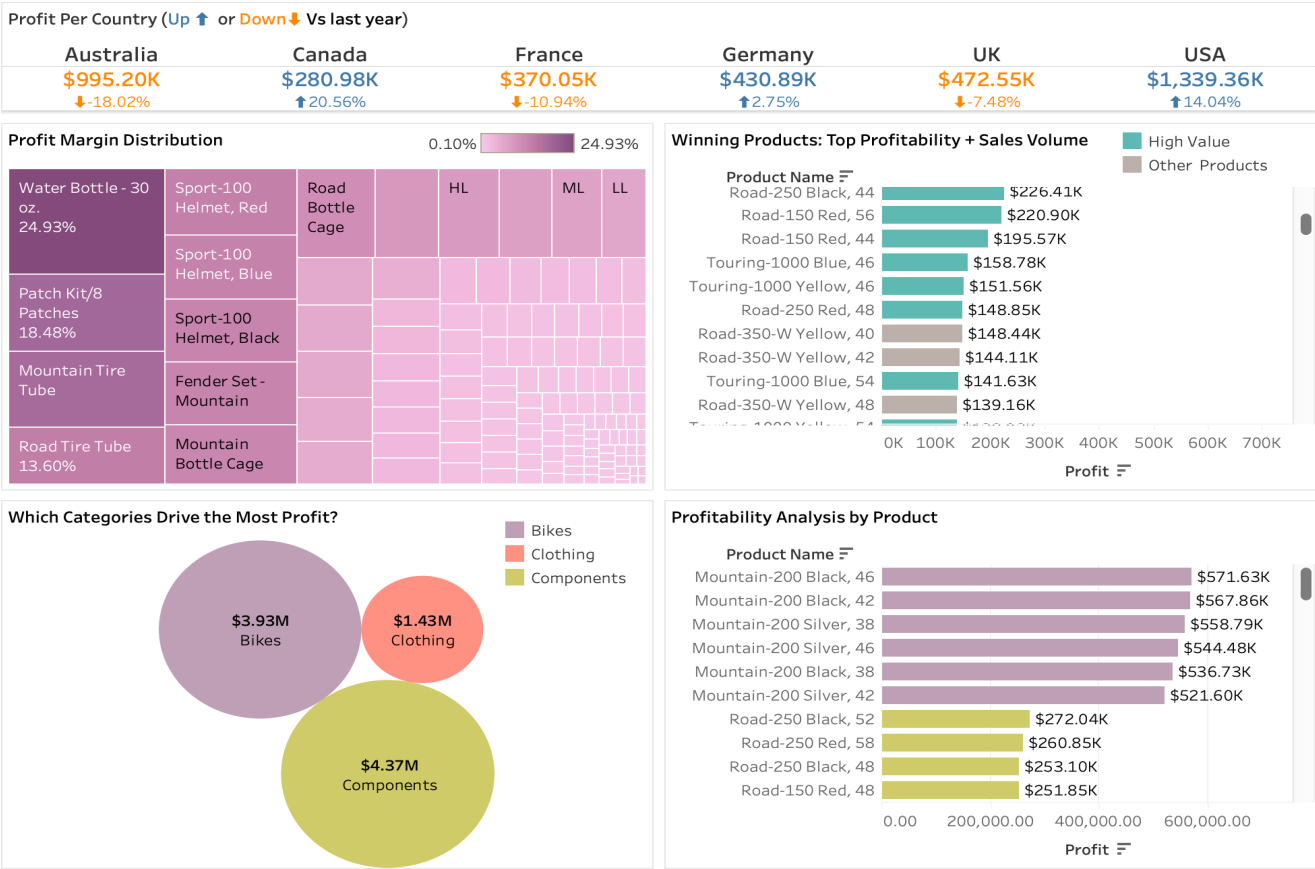 Profit Per Country (Up or Down Vs last year)
Australia
$995.20K
-18.02%
Canada
$280.98K
20.56%
France
$370.05K
-10.94%
Germany
$430.89K
2.75%
UK
$472.55K
-7.48%
USA
$1,339.36K
14.04%
Profit Margin Distribution
0.10%
24.93%
Water Bottle - 30
oz.
24.93%
Patch Kit/8
Patches
18.48%
Mountain Tire
Tube
Road Tire Tube
13.60%
Sport-100
Helmet, Red
Sport-100
Helmet, Blue
Sport-100
Helmet, Black
Fender Set -
Mountain
Mountain
Bottle Cage
Road
Bottle
Cage
HL
ML
LL
Winning Products: Top Profitability + Sales Volume
High Value
Other Products
Product Name
Road-250 Black, 44 $226.41K
Road-150 Red, 56 $220.90K
Road-150 Red, 44 $195.57K
Touring-1000 Blue, 46 $158.78K
Touring-1000 Yellow, 46 $151.56K
Road-250 Red, 48 $148.85K
Road-350-W Yellow, 40 $148.44K
Road-350-W Yellow, 42 $144.11K
Touring-1000 Blue, 54 $141.63K
Road-350-W Yellow, 48 $139.16K
0K 100K 200K 300K 400K 500K 600K 700K
Profit
Which Categories Drive the Most Profit?
Bikes
Clothing
Components
$3.93M
Bikes
$1.43M
Clothing
$4.37M
Components
Profitability Analysis by Product
Product Name
Mountain-200 Black, 46 $571.63K
Mountain-200 Black, 42 $567.86K
Mountain-200 Silver, 38 $558.79K
Mountain-200 Silver, 46 $544.48K
Mountain-200 Black, 38 $536.73K
Mountain-200 Silver, 42 $521.60K
Road-250 Black, 52 $272.04K
Road-250 Red, 58 $260.85K
Road-250 Black, 48 $253.10K
Road-150 Red, 48 $251.85K
0.00 200,000.00 400,000.00 600,000.00
Profit